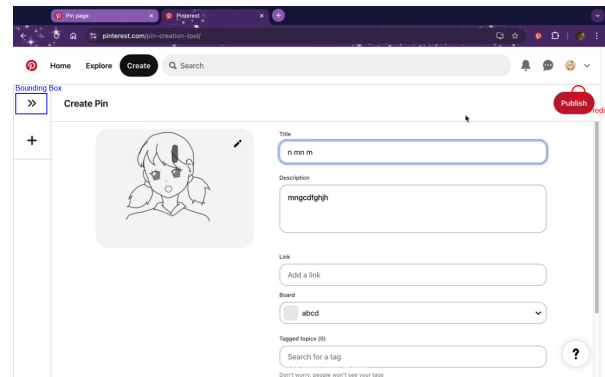 Pin page
Pinterest
pinterest.com/pin-creation-tool/
Home Explore Create Search
Bounding Box
Create Pin
Publish
redi
Title
n mn m
Description
mngcdfghjh
Link
Add a link
Board
abcd
Tagged topics (0)
Search for a tag
?
Don't worry, people won't see your tags